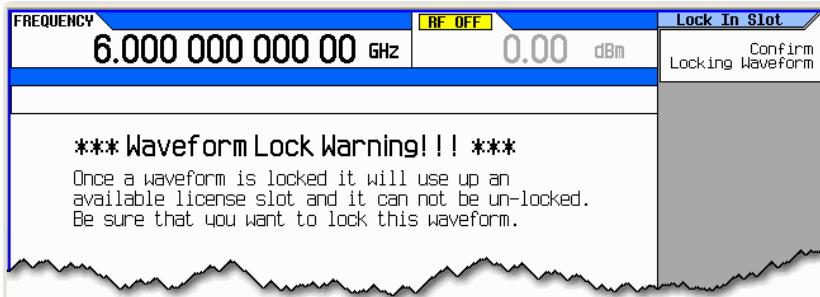 FREQUENCY
6.000 000 000 00 GHz
RF OFF
0.00 dBm
Lock In Slot
Confirm
Locking Waveform
*** Waveform Lock Warning!!! ***
Once a waveform is locked it will use up an
available license slot and it can not be un-locked.
Be sure that you want to lock this waveform.